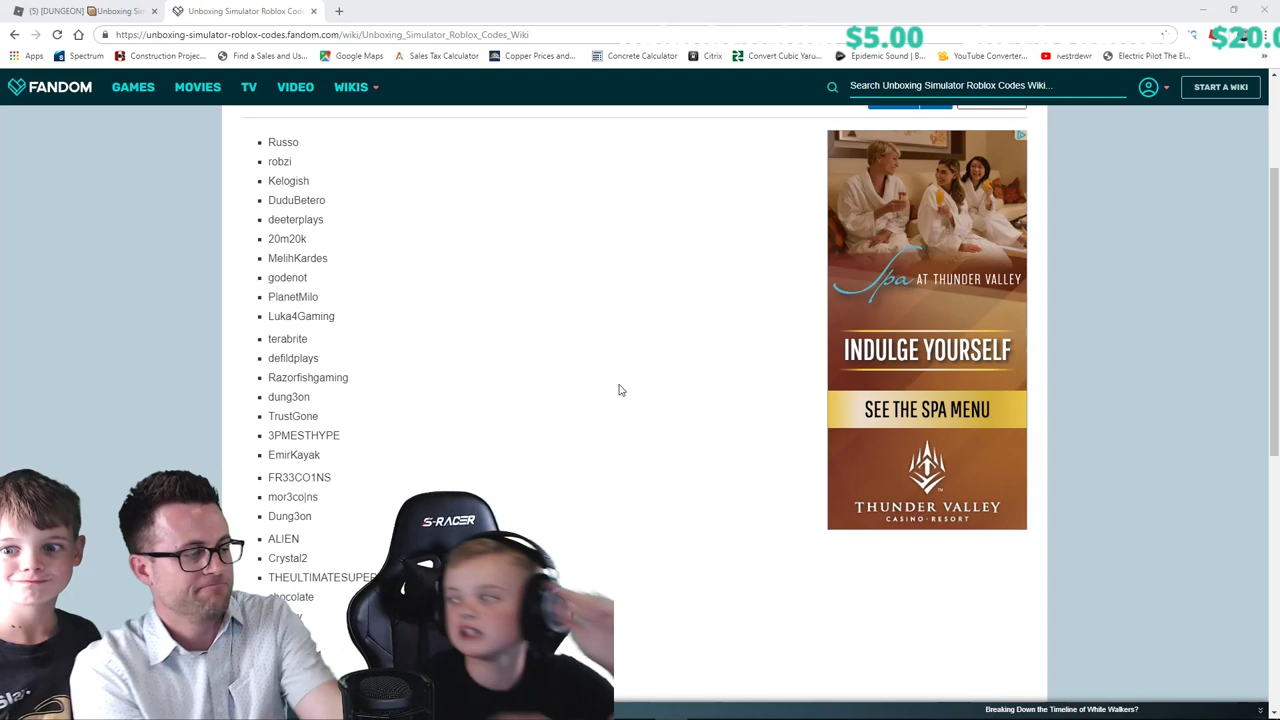 (5) [DUNGEON] Unboxing Sim
Unboxing Simulator Roblox Codes
https://unboxing-simulator-roblox-codes.fandom.com/wiki/Unboxing_Simulator_Roblox_Codes_Wiki
$5.00
$20.0
Apps
Spectrum
Find a Sales and Us...
Google Maps
Sales Tax Calculator
Copper Prices and...
Concrete Calculator
Citrix
Convert Cubic Yaru...
Epidemic Sound | B...
YouTube Converter...
Nestrdewr
Electric Pilot The El...
FANDOM
GAMES
MOVIES
TV
VIDEO
WIKIS
Search Unboxing Simulator Roblox Codes Wiki...
START A WIKI
Russo
robzi
Kelogish
DuduBetero
deeterplays
20m20k
MelihKardes
godenot
PlanetMilo
Luka4Gaming
terabrite
defildplays
Razorfishgaming
dung3on
TrustGone
3PMESTHYPE
EmirKayak
FR33CO1NS
mor3co|ns
Dung3on
ALIEN
Crystal2
THEULTIMATESUPER
chocolate
Spa AT THUNDER VALLEY
INDULGE YOURSELF
SEE THE SPA MENU
THUNDER VALLEY
CASINO · RESORT
S-RACER
Breaking Down the Timeline of White Walkers?